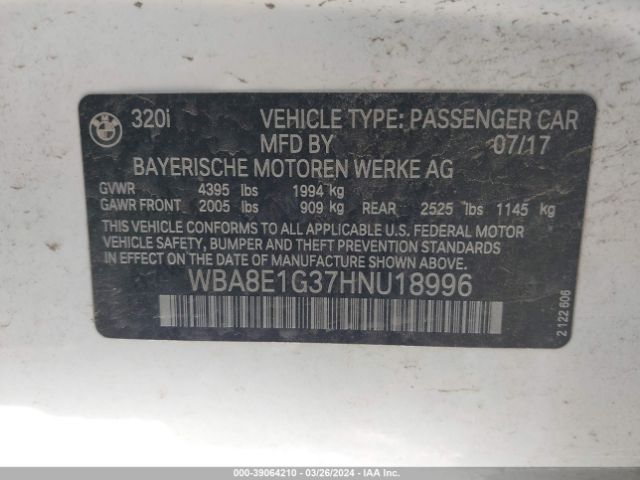 BMW
320i VEHICLE TYPE: PASSENGER CAR
MFD BY 07/17
BAYERISCHE MOTOREN WERKE AG
GVWR 4395 lbs 1994 kg
GAWR FRONT 2005 lbs 909 kg REAR 2525 lbs 1145 kg
THIS VEHICLE CONFORMS TO ALL APPLICABLE U.S. FEDERAL MOTOR
VEHICLE SAFETY, BUMPER AND THEFT PREVENTION STANDARDS
IN EFFECT ON THE DATE OF MANUFACTURE SHOWN ABOVE.
WBA8E1G37HNU18996
2 122 606
000-39064210 - 03/26/2024 - IAA Holdings, LLC.